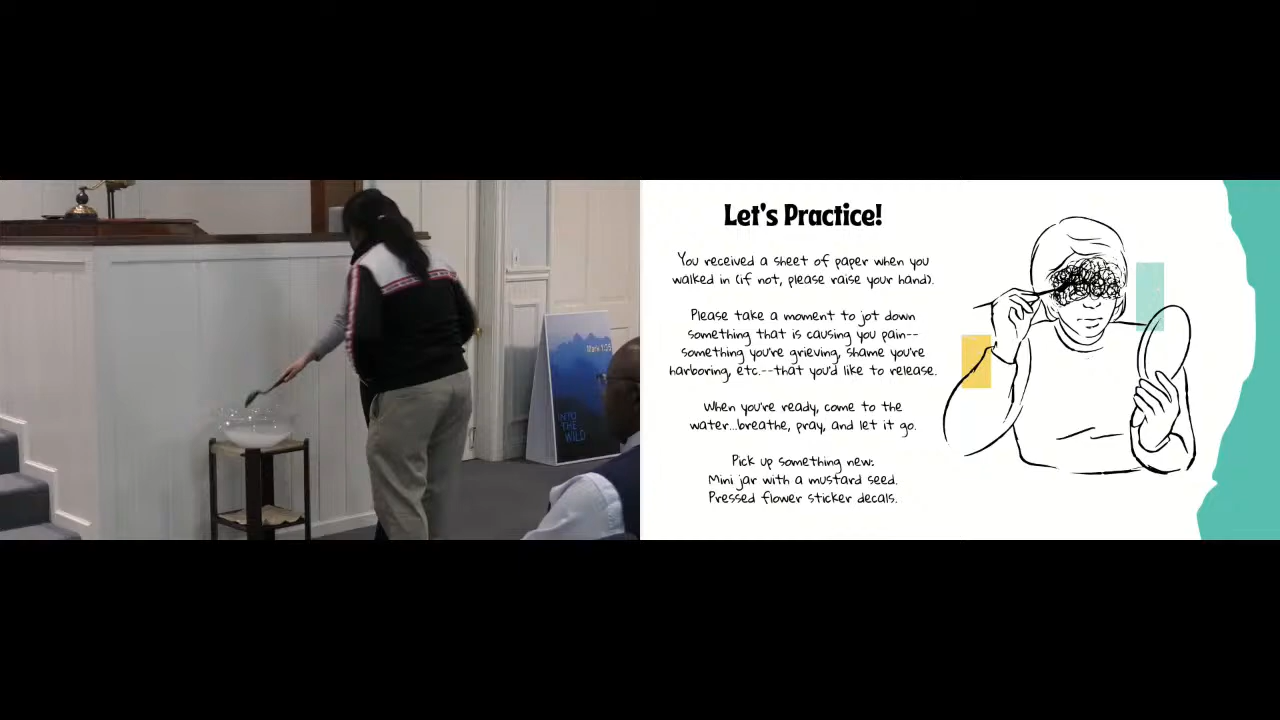 Mark 1:35
INTO
THE
WILD
Let's Practice!
You received a sheet of paper when you
walked in (if not, please raise your hand).
Please take a moment to jot down
something that is causing you pain--
something you're grieving, shame you're
harboring, etc.--that you'd like to release.
When you're ready, come to the
water...breathe, pray, and let it go.
Pick up something new:
Mini jar with a mustard seed.
Pressed flower sticker decals.